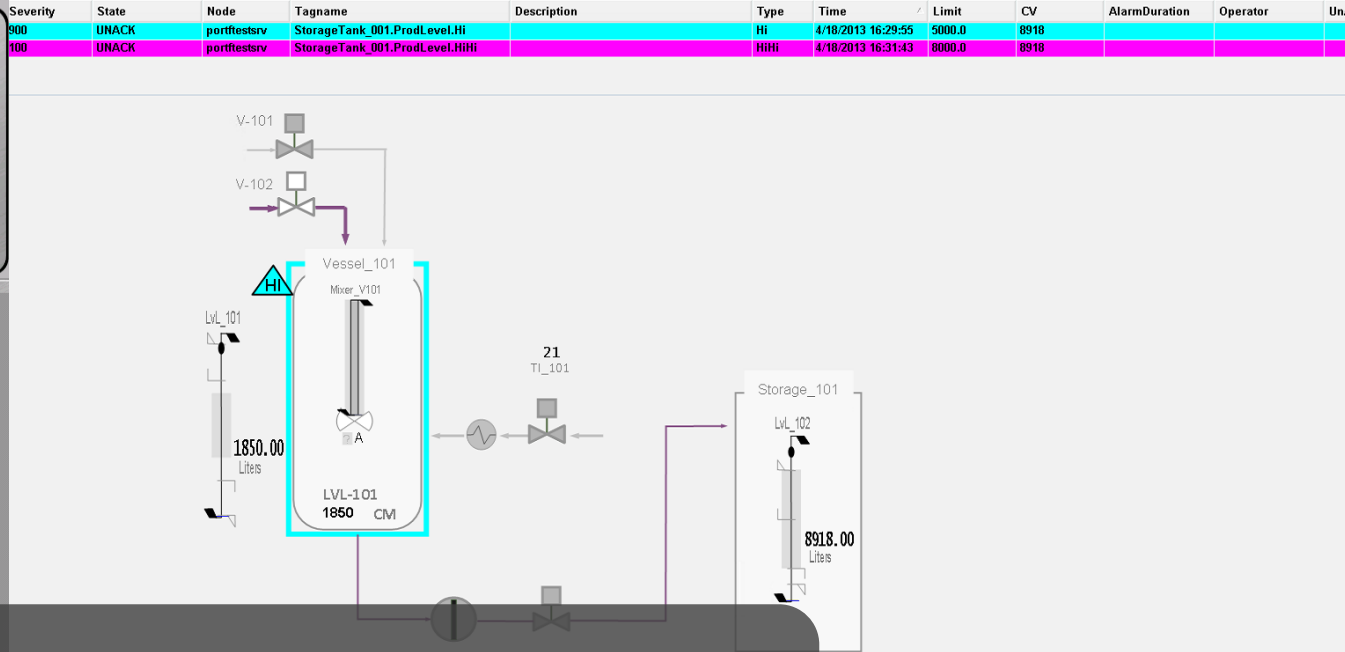 Severity State Node Tagname Description Type Time Limit CV AlarmDuration Operator
900 UNACK portftestsrv StorageTank_001.ProdLevel.Hi Hi 4/18/2013 16:29:55 5000.0 8918
100 UNACK portftestsrv StorageTank_001.ProdLevel.HiHi HiHi 4/18/2013 16:31:43 8000.0 8918
V-101
V-102
Vessel_101
HI
Mixer_V101
LvL_101
21
TI_101
Storage_101
LvL_102
? A
1850.00
Liters
LVL-101
1850 CM
8918.00
Liters